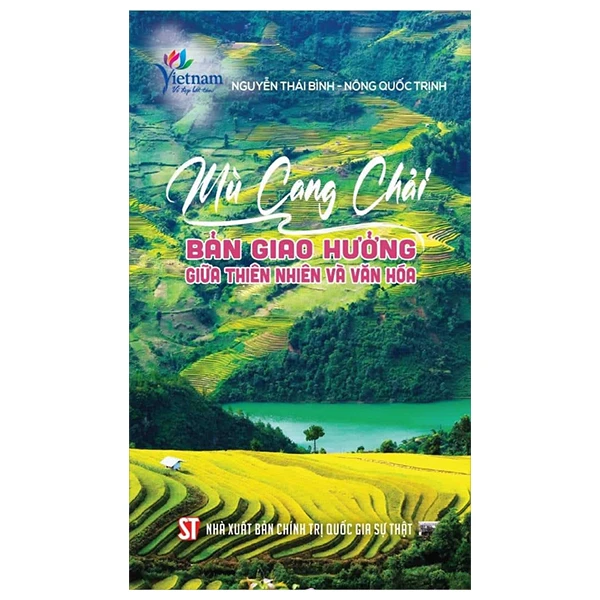 Vietnam
Vẻ đẹp bất tận
NGUYỄN THÁI BÌNH - NÔNG QUỐC TRỊNH
Mù Cang Chải
BẢN GIAO HƯỞNG
GIỮA THIÊN NHIÊN VÀ VĂN HÓA
ST NHÀ XUẤT BẢN CHÍNH TRỊ QUỐC GIA SỰ THẬT